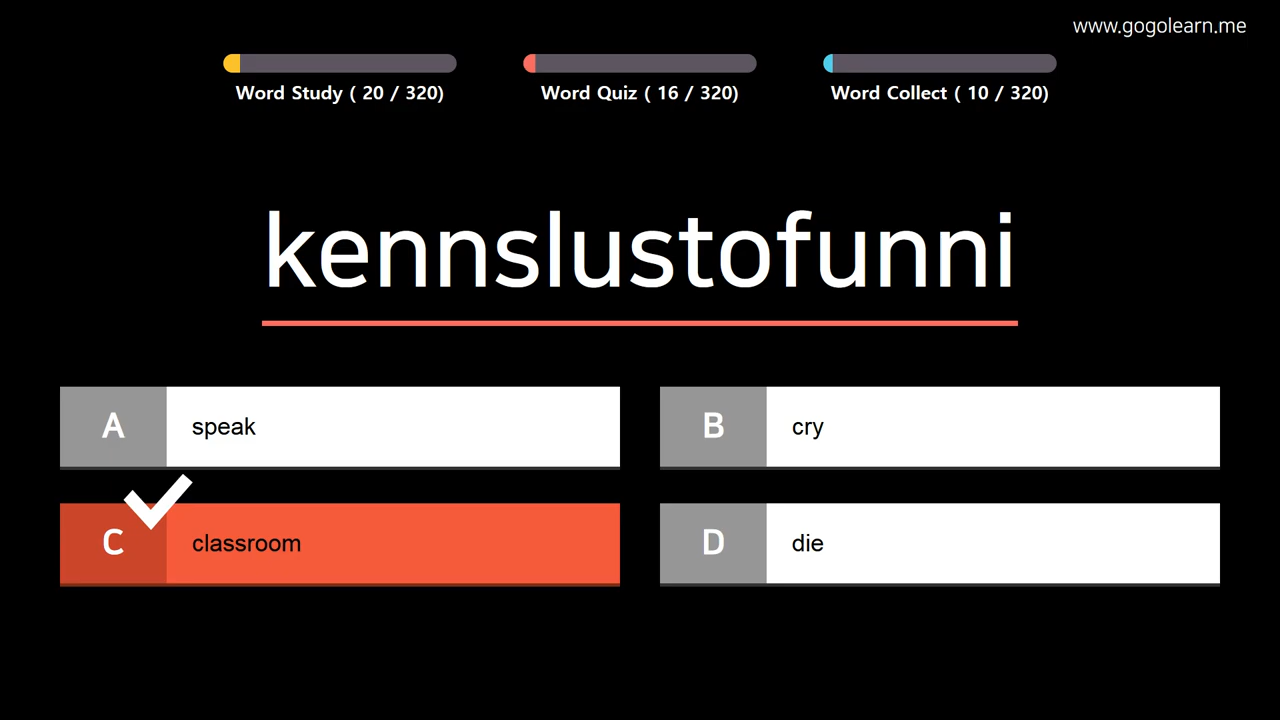 www.gogolearn.me
Word Study ( 20 / 320)
Word Quiz ( 16 / 320)
Word Collect ( 10 / 320)
kennslustofunni
A speak
B cry
C classroom
D die